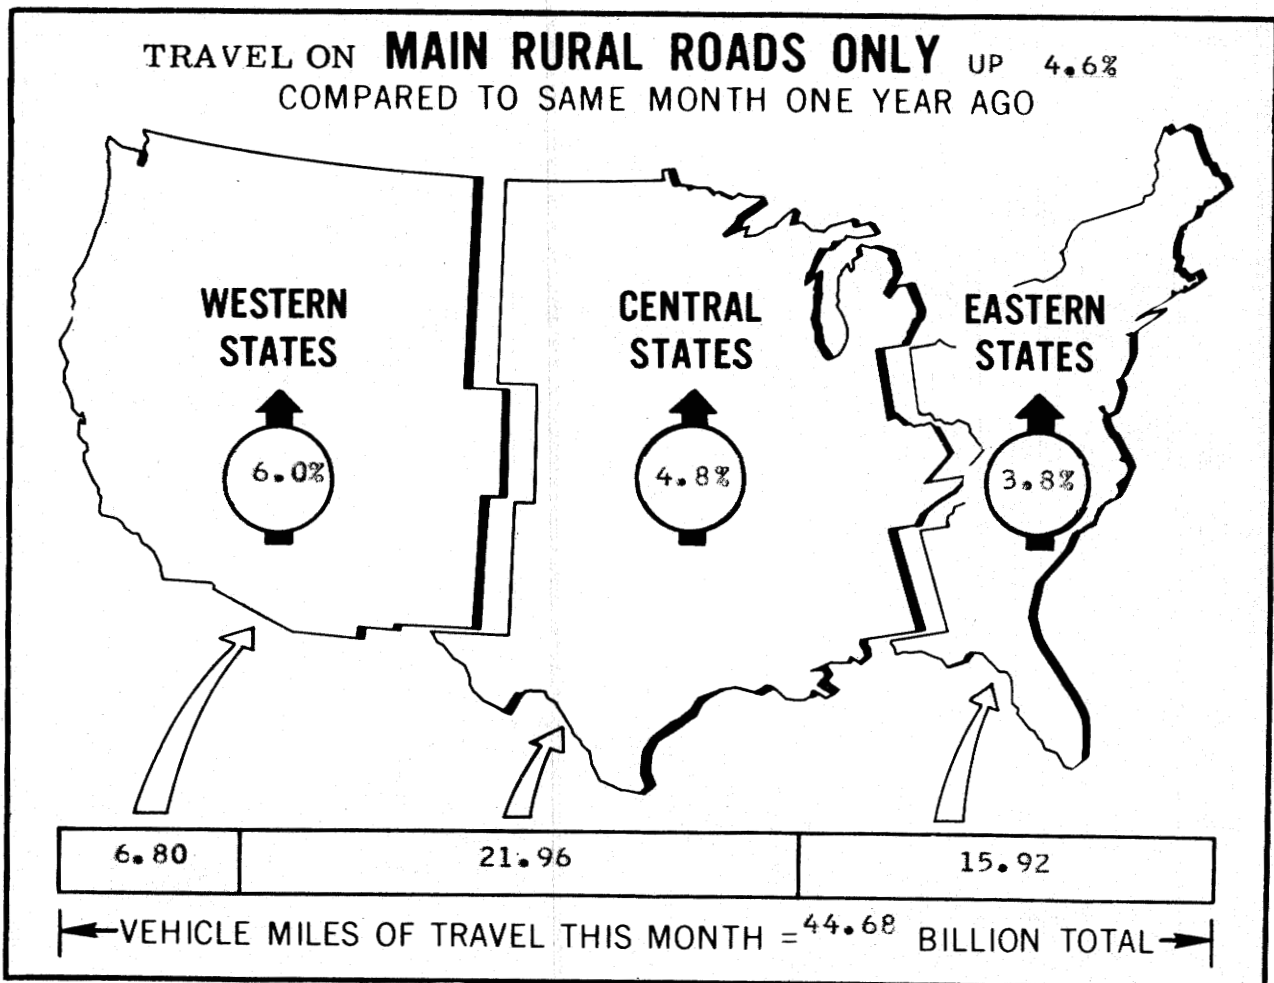 TRAVEL ON MAIN RURAL ROADS ONLY UP 4.6%
COMPARED TO SAME MONTH ONE YEAR AGO
WESTERN
STATES
6.0%
CENTRAL
STATES
4.8%
EASTERN
STATES
3.8%
6.80
21.96
15.92
VEHICLE MILES OF TRAVEL THIS MONTH = 44.68 BILLION TOTAL